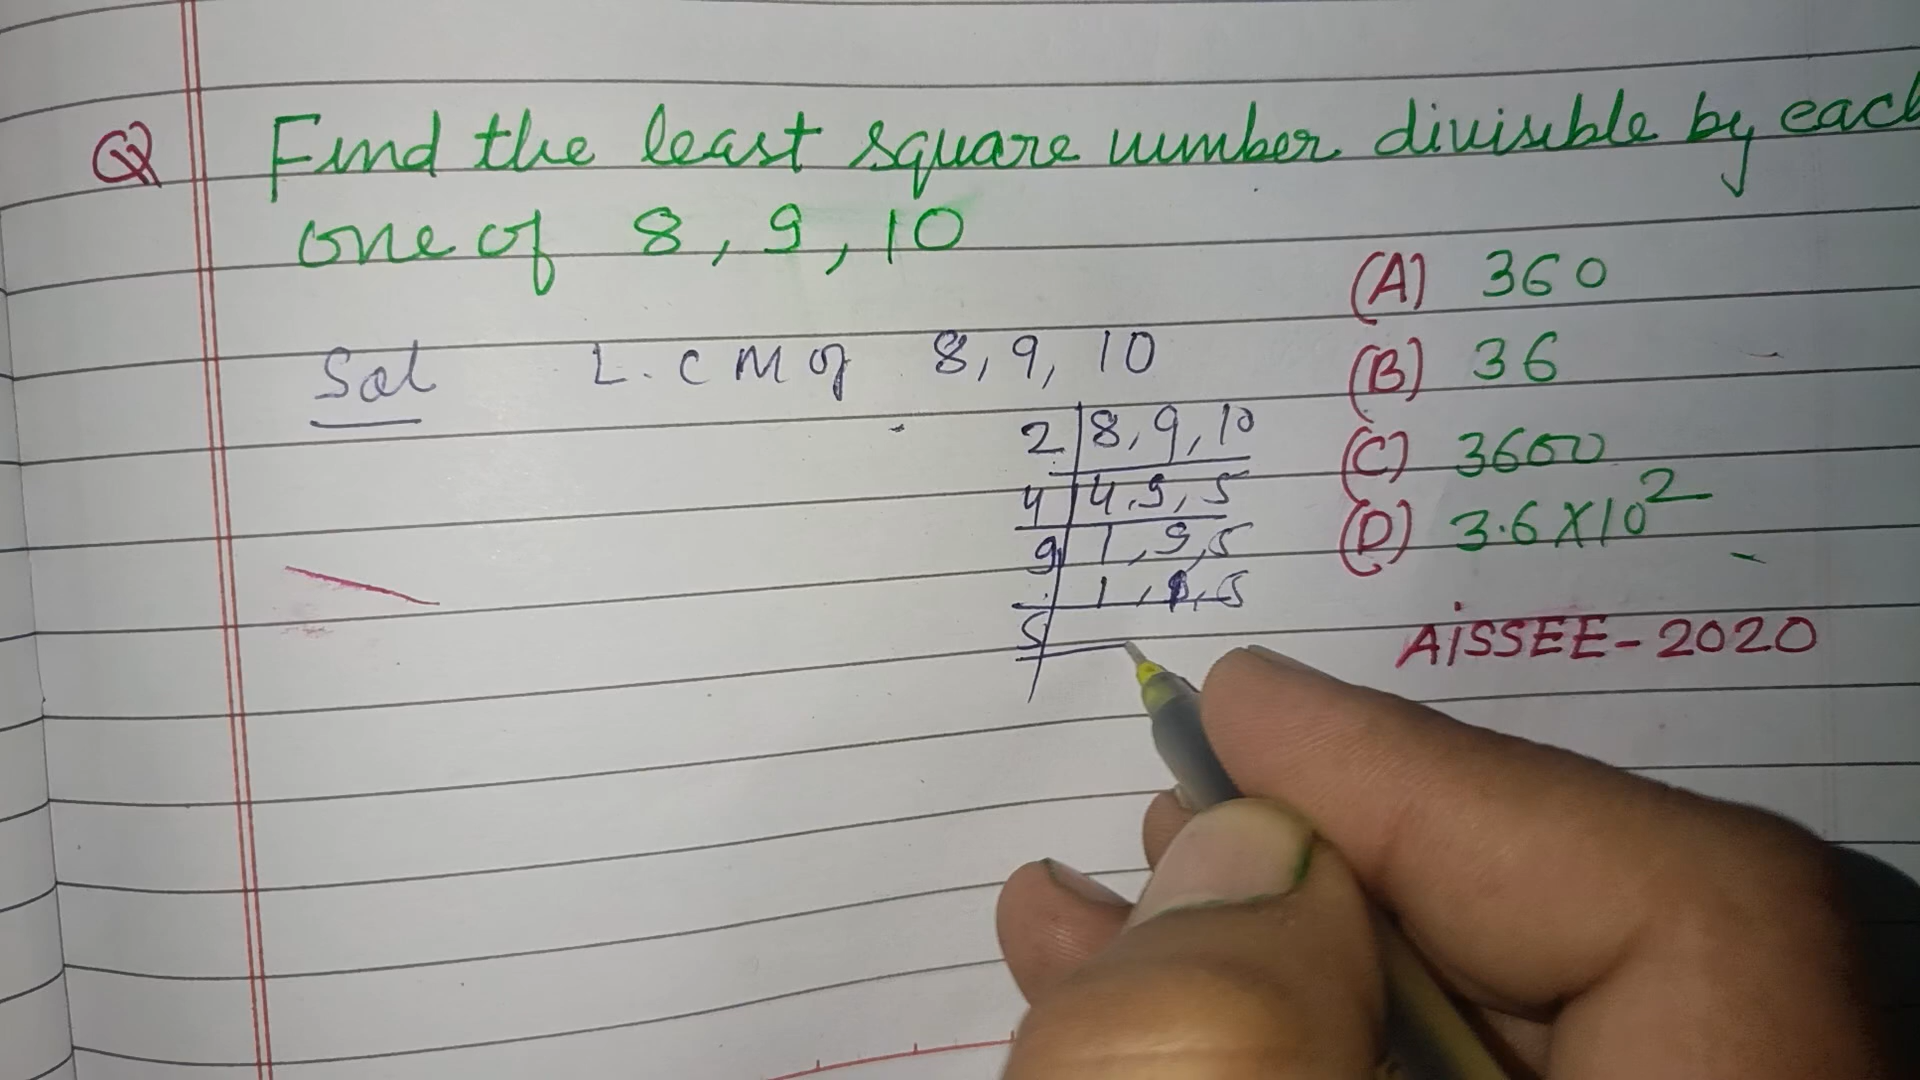 Q Find the least square number divisible by each
one of 8, 9, 10
(A) 360
Sol L.C M of 8, 9, 10
(B) 36
2 8, 9, 10
(C) 3600
4 4, 9, 5
(D) 3.6 X 10²
9 1, 9, 5
1, 1, 5
5
AiSSEE-2020